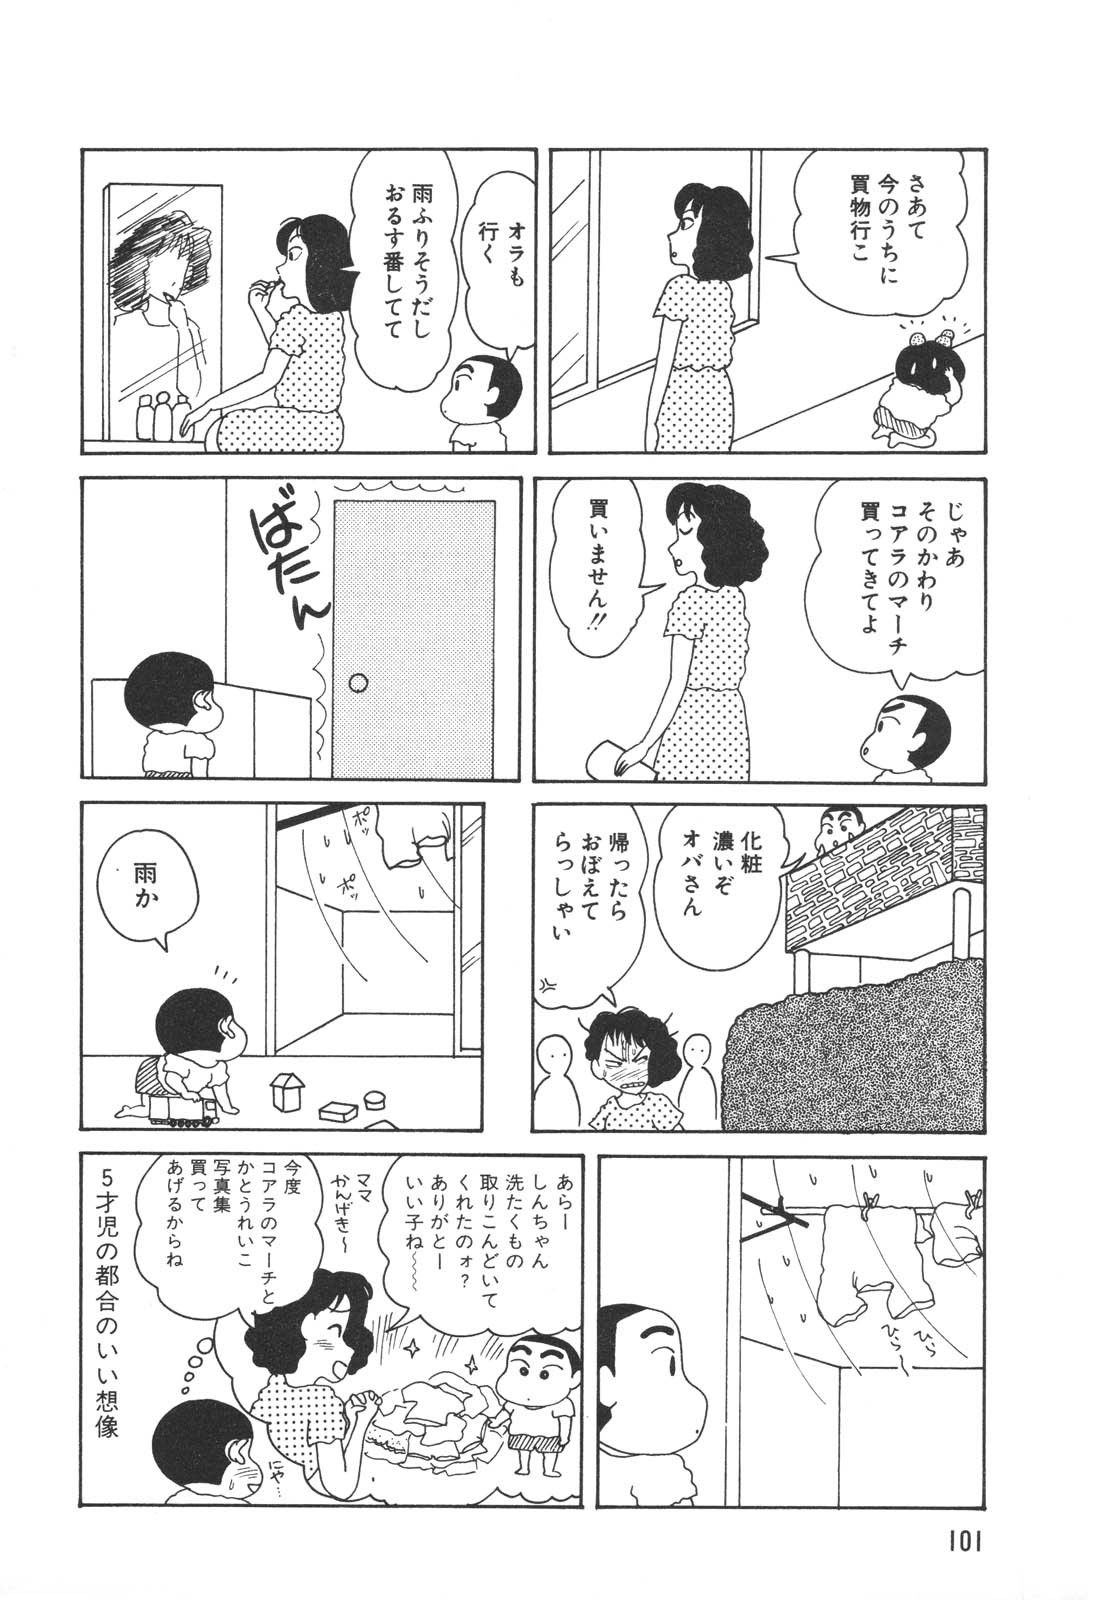 さあて
今のうちに
買物行こ
オラも
行く
雨ふりそうだし
おるす番してて
じゃあ
そのかわり
コアラのマーチ
買ってきてよ
買いません!!
ばたん
化粧
濃いぞ
オバさん
帰ったら
おぼえて
らっしゃい
ポッ
ポッ
雨か
ひら
ひら〜
あらー
しんちゃん
洗たくもの
取りこんどいて
くれたのォ?
ありがとー
いい子ね〜〜
ママ
かんげき〜
今度
コアラのマーチと
かとうれいこ
写真集
買って
あげるからね
にや…
5才児の都合のいい想像
101